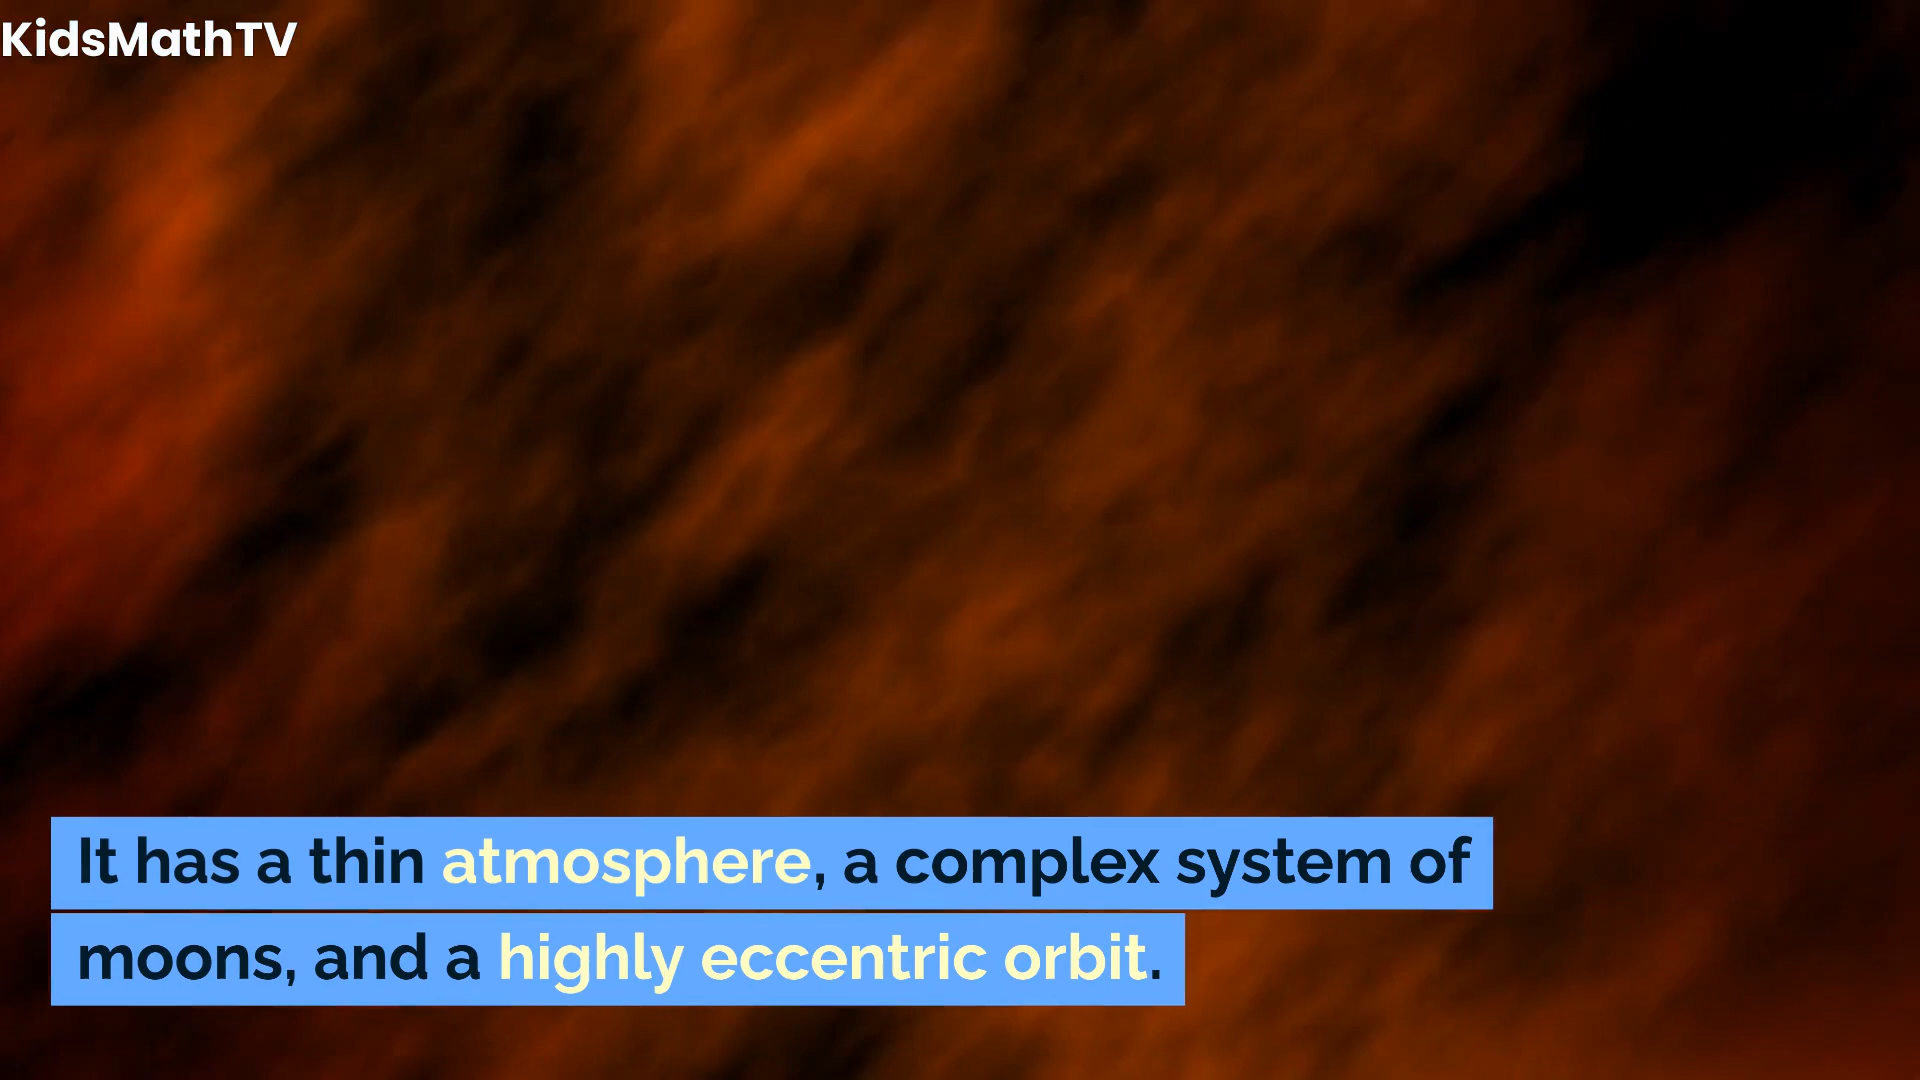 KidsMathTV
It has a thin atmosphere, a complex system of
moons, and a highly eccentric orbit.